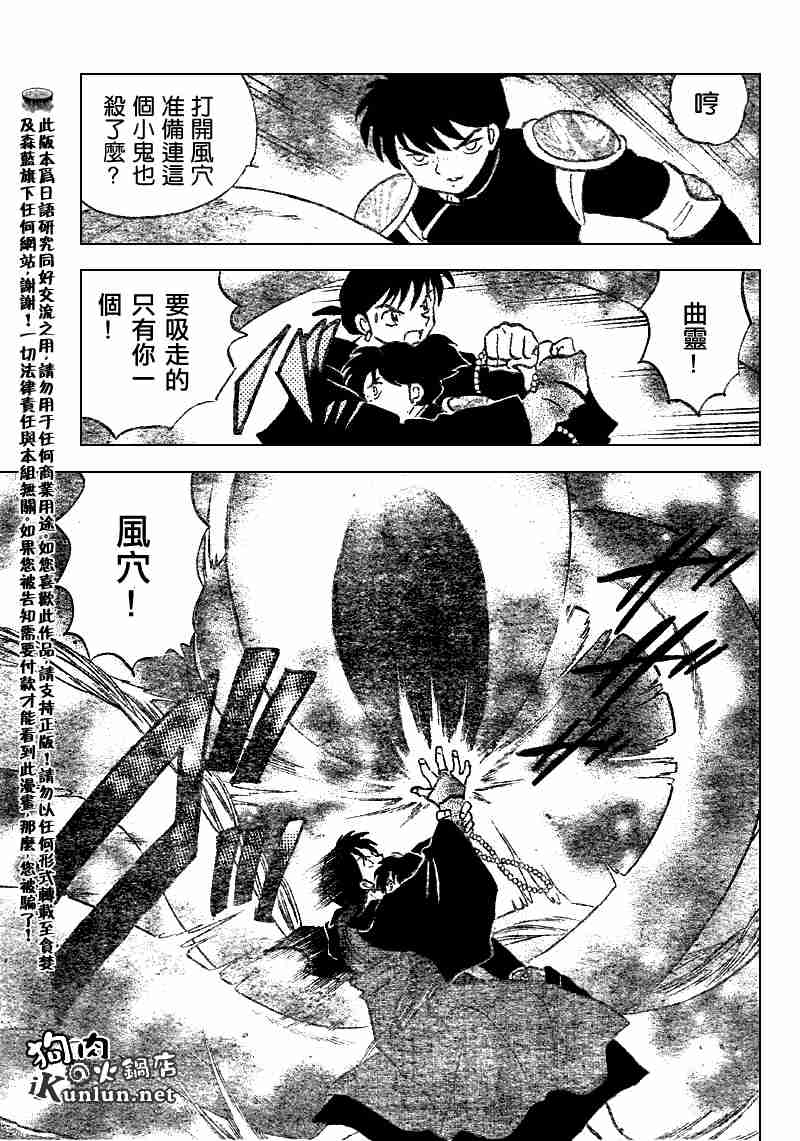 哼
打開風穴
准備連這
個小鬼也
殺了麼？
曲靈！
要吸走的
只有你一
個！
風穴！
此版本爲日語研究同好交流之用，請勿用于任何商業用途。如您喜歡此作品，請支持正版！請勿以任何形式轉載至貪婪
及森藍旗下任何網站，謝謝！一切法律責任與本組無關。如果您被告知需要付款才能看到此漫畫，那麼，您被騙了！
狗肉の火鍋店
iKunlun.net